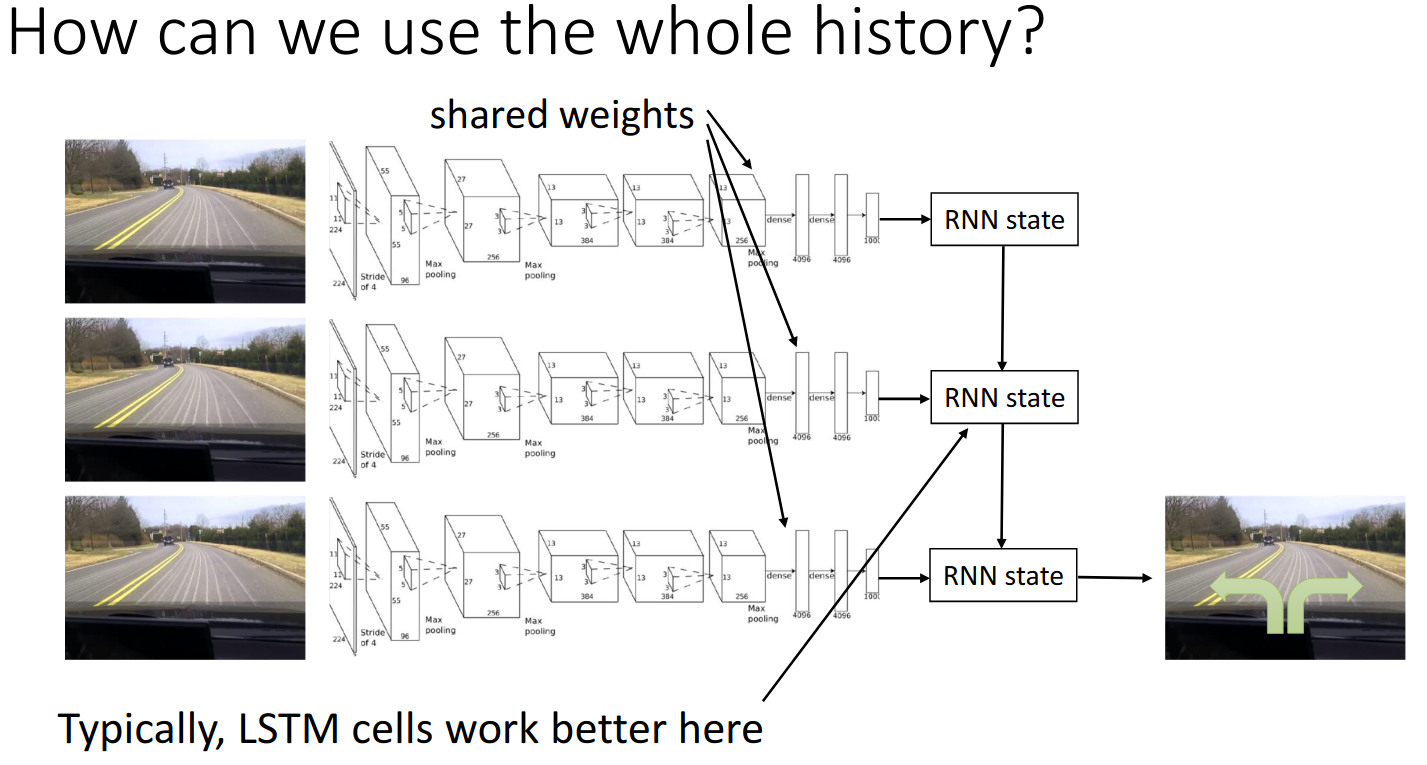 How can we use the whole history?
shared weights
55
27
13
13
13
11
5
3
3
3
11
224
5
55
27
3
13
3
384
13
3
384
13
256
dense
4096
dense
4096
RNN state
256
Max
pooling
Max
pooling
Max
pooling
Stride
of 4
96
224
55
27
13
13
13
11
5
3
3
3
11
224
5
55
27
3
13
3
384
13
3
384
13
256
dense
4096
dense
4096
RNN state
256
Max
pooling
Max
pooling
Max
pooling
Stride
of 4
96
224
55
27
13
13
13
11
5
3
3
3
11
224
5
55
27
3
13
3
384
13
3
384
13
256
dense
4096
dense
4096
RNN state
256
Max
pooling
Max
pooling
Max
pooling
Stride
of 4
96
224
Typically, LSTM cells work better here